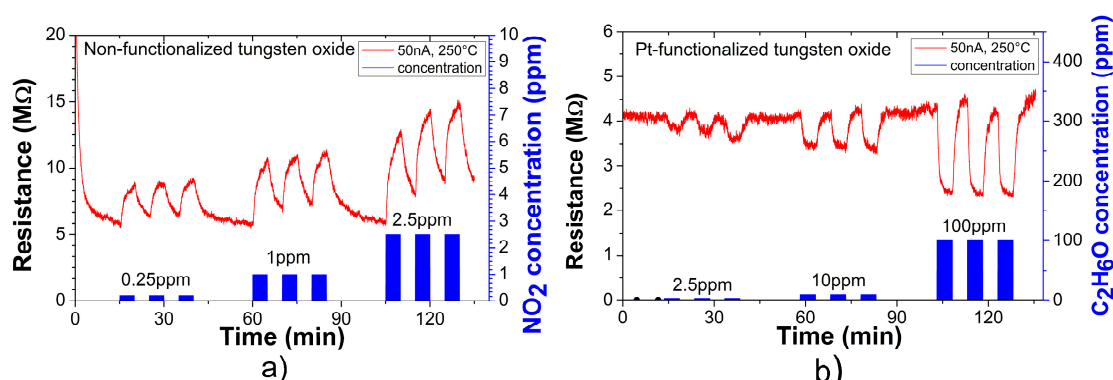 Non-functionalized tungsten oxide
50nA, 250°C
concentration
20
15
10
5
0
Resistance (MΩ)
0.25ppm
1ppm
2.5ppm
10
9
8
7
6
5
4
3
2
1
0
NO2 concentration (ppm)
0 30 60 90 120
Time (min)
a)
Pt-functionalized tungsten oxide
50nA, 250°C
concentration
6
5
4
3
2
1
0
Resistance (MΩ)
2.5ppm
10ppm
100ppm
400
300
200
100
0
C2H6O concentration (ppm)
0 30 60 90 120
Time (min)
b)